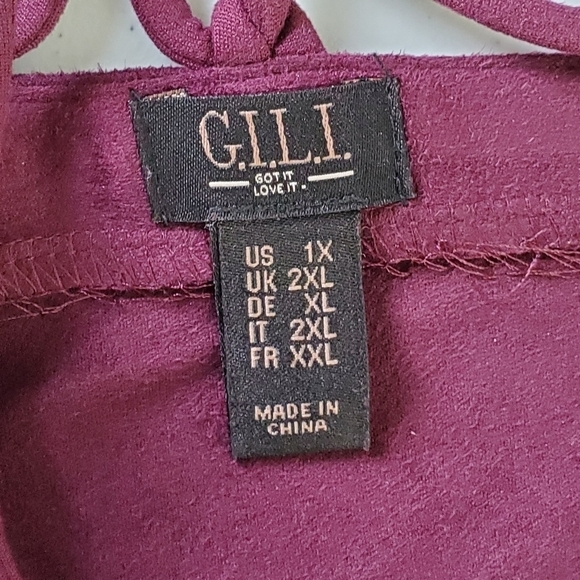 G.I.L.I.
GOT IT
LOVE IT -
US 1X
UK 2XL
DE XL
IT 2XL
FR XXL
MADE IN
CHINA